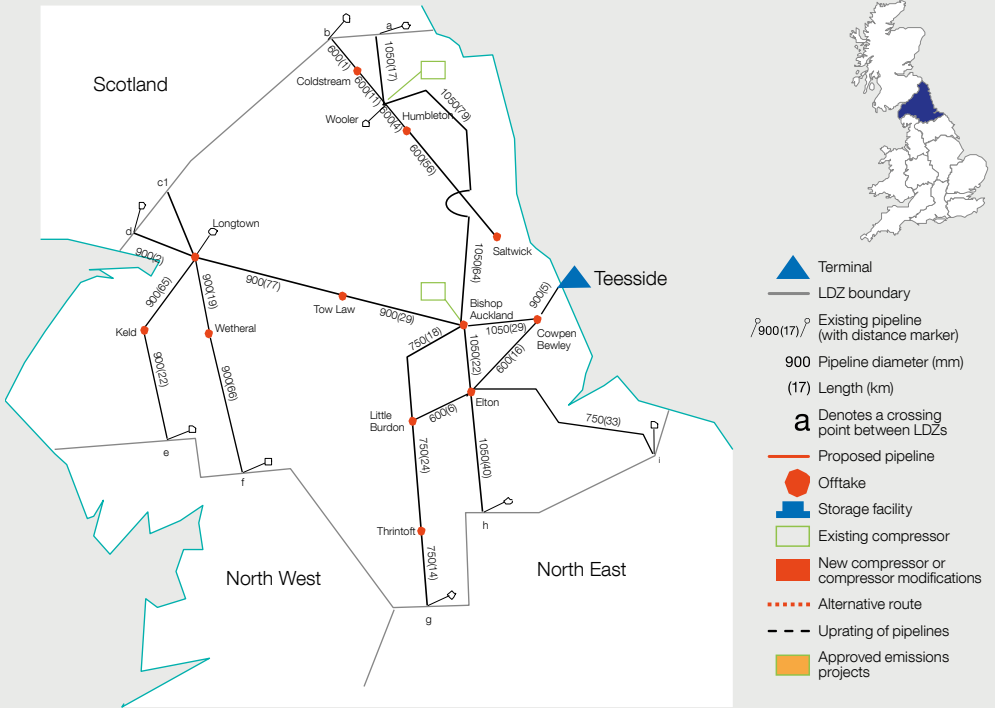 Scotland
b
a
600(1)
1050(17)
Coldstream
600(11)
600(4)
Wooler
Humbleton
1050(79)
600(56)
Saltwick
c1
d
Longtown
900(2)
900(65)
900(19)
900(77)
Tow Law
900(29)
Keld
Wetheral
900(22)
900(66)
e
f
1050(64)
Bishop
Auckland
Teesside
900(5)
1050(29)
Cowpen
Bewley
750(18)
1050(22)
600(16)
Elton
Little
Burdon
600(6)
750(33)
i
750(24)
1050(40)
h
Thrintoft
750(14)
g
North West
North East
Terminal
LDZ boundary
900(17)
Existing pipeline
(with distance marker)
900 Pipeline diameter (mm)
(17) Length (km)
a Denotes a crossing
point between LDZs
Proposed pipeline
Offtake
Storage facility
Existing compressor
New compressor or
compressor modifications
Alternative route
Uprating of pipelines
Approved emissions
projects